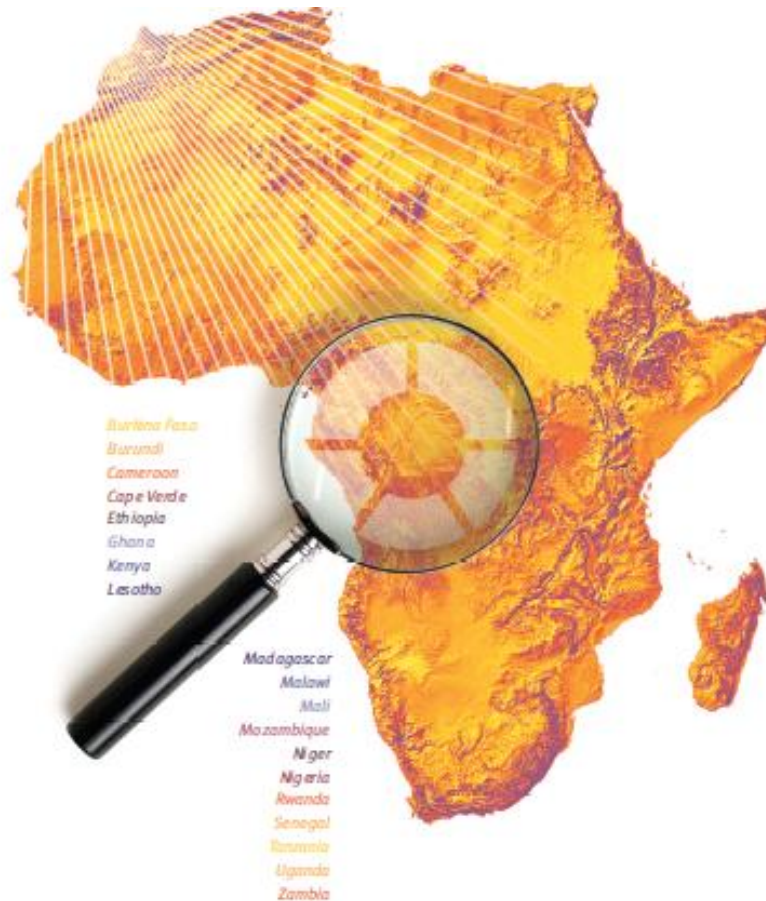 Burkina Faso
Burundi
Cameroon
Cape Verde
Ethiopia
Ghana
Kenya
Lesotho
Madagascar
Malawi
Mali
Mozambique
Niger
Nigeria
Rwanda
Senegal
Tanzania
Uganda
Zambia